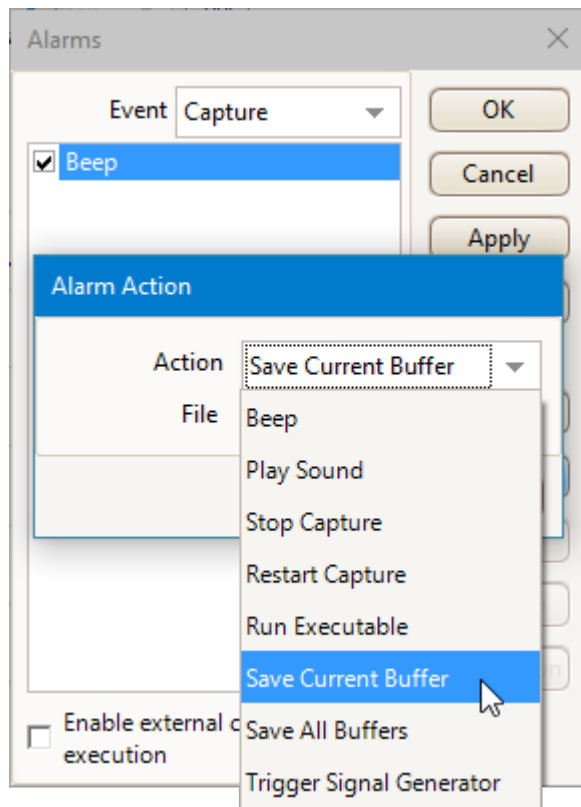 Alarms
Event Capture
OK
Beep
Cancel
Apply
Alarm Action
Action Save Current Buffer
File
Beep
Play Sound
Stop Capture
Restart Capture
Run Executable
Save Current Buffer
Save All Buffers
Trigger Signal Generator
Enable external
execution